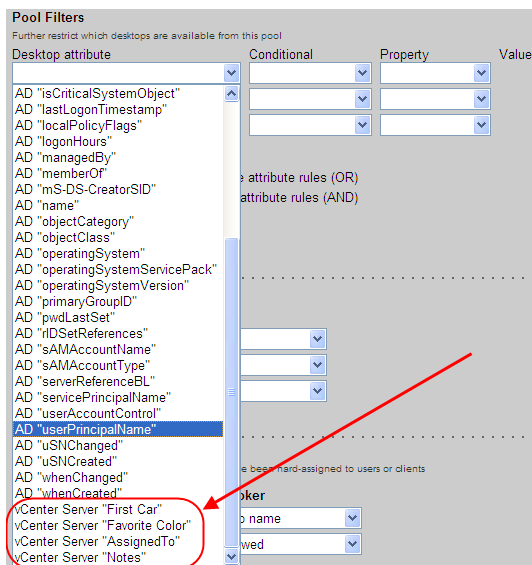 Pool Filters
Further restrict which desktops are available from this pool
Desktop attribute Conditional Property Value
AD "isCriticalSystemObject"
AD "lastLogonTimestamp"
AD "localPolicyFlags"
AD "logonHours"
AD "managedBy"
AD "memberOf"
AD "mS-DS-CreatorSID"
AD "name"
AD "objectCategory"
AD "objectClass"
AD "operatingSystem"
AD "operatingSystemServicePack"
AD "operatingSystemVersion"
AD "primaryGroupID"
AD "pwdLastSet"
AD "rIDSetReferences"
AD "sAMAccountName"
AD "sAMAccountType"
AD "serverReferenceBL"
AD "servicePrincipalName"
AD "userAccountControl"
AD "userPrincipalName"
AD "uSNChanged"
AD "uSNCreated"
AD "whenChanged"
AD "whenCreated"
vCenter Server "First Car"
vCenter Server "Favorite Color"
vCenter Server "AssignedTo"
vCenter Server "Notes"
attribute rules (OR)
attribute rules (AND)
been hard-assigned to users or clients
oker
name
wed